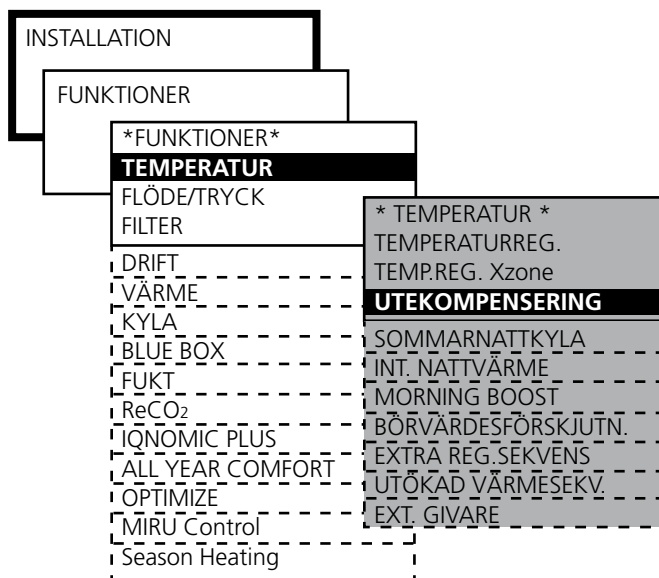 INSTALLATION
FUNKTIONER
*FUNKTIONER*
TEMPERATUR
FLÖDE/TRYCK
FILTER
DRIFT
VÄRME
KYLA
BLUE BOX
FUKT
ReCO2
IQNOMIC PLUS
ALL YEAR COMFORT
OPTIMIZE
MIRU Control
Season Heating
* TEMPERATUR *
TEMPERATURREG.
TEMP.REG. Xzone
UTEKOMPENSERING
SOMMARNATTKYLA
INT. NATTVÄRME
MORNING BOOST
BÖRVÄRDESFÖRSKJUTN.
EXTRA REG.SEKVENS
UTÖKAD VÄRMESEKV.
EXT. GIVARE